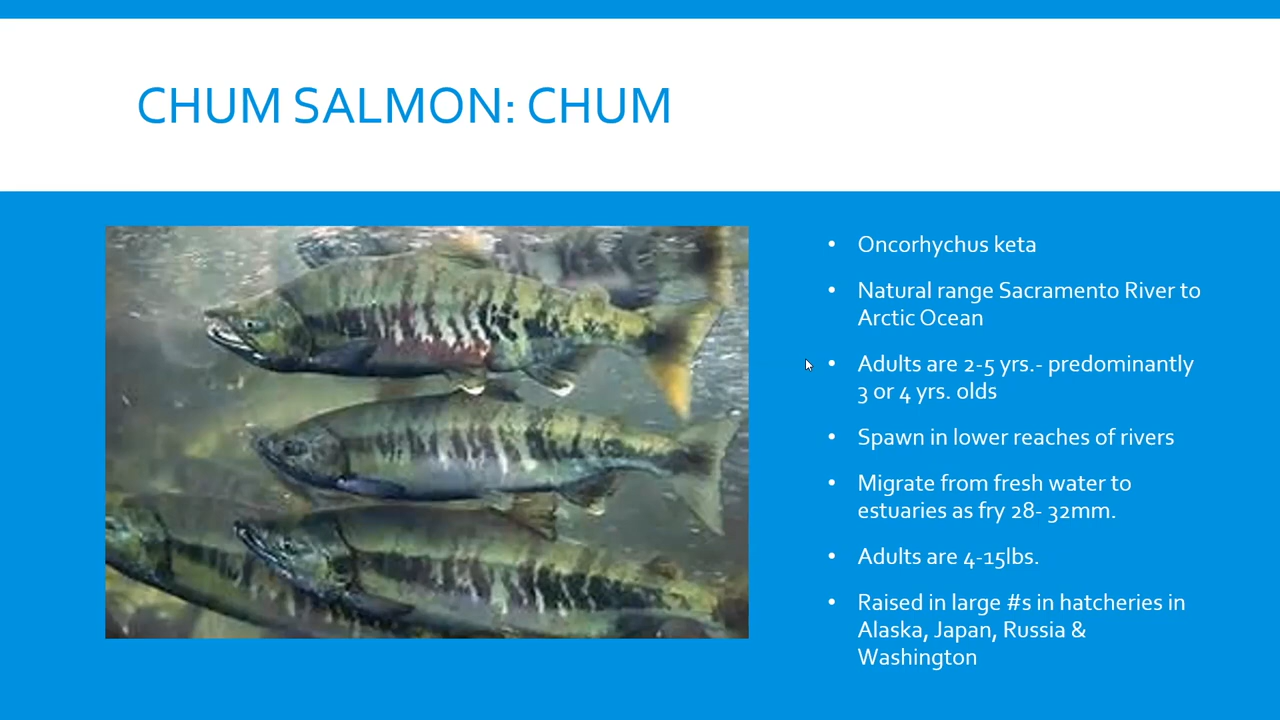 CHUM SALMON: CHUM
• Oncorhychus keta
• Natural range Sacramento River to
Arctic Ocean
• Adults are 2-5 yrs.- predominantly
3 or 4 yrs. olds
• Spawn in lower reaches of rivers
• Migrate from fresh water to
estuaries as fry 28- 32mm.
• Adults are 4-15lbs.
• Raised in large #s in hatcheries in
Alaska, Japan, Russia &
Washington